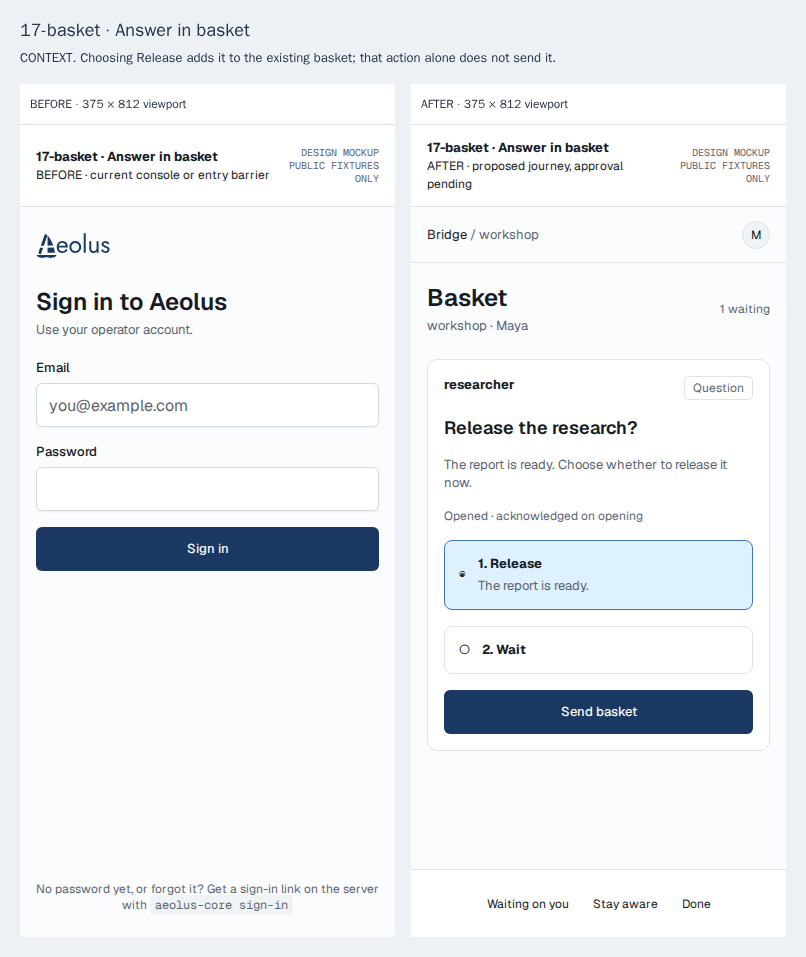 17-basket · Answer in basket
CONTEXT. Choosing Release adds it to the existing basket; that action alone does not send it.
BEFORE · 375 × 812 viewport
17-basket · Answer in basket
BEFORE · current console or entry barrier
DESIGN MOCKUP
PUBLIC FIXTURES
ONLY
Aeolus
Sign in to Aeolus
Use your operator account.
Email
you@example.com
Password
Sign in
No password yet, or forgot it? Get a sign-in link on the server
with aeolus-core sign-in
AFTER · 375 × 812 viewport
17-basket · Answer in basket
AFTER · proposed journey, approval
pending
DESIGN MOCKUP
PUBLIC FIXTURES
ONLY
Bridge / workshop
M
Basket
workshop · Maya
1 waiting
researcher
Question
Release the research?
The report is ready. Choose whether to release it
now.
Opened · acknowledged on opening
1. Release
The report is ready.
2. Wait
Send basket
Waiting on you Stay aware Done